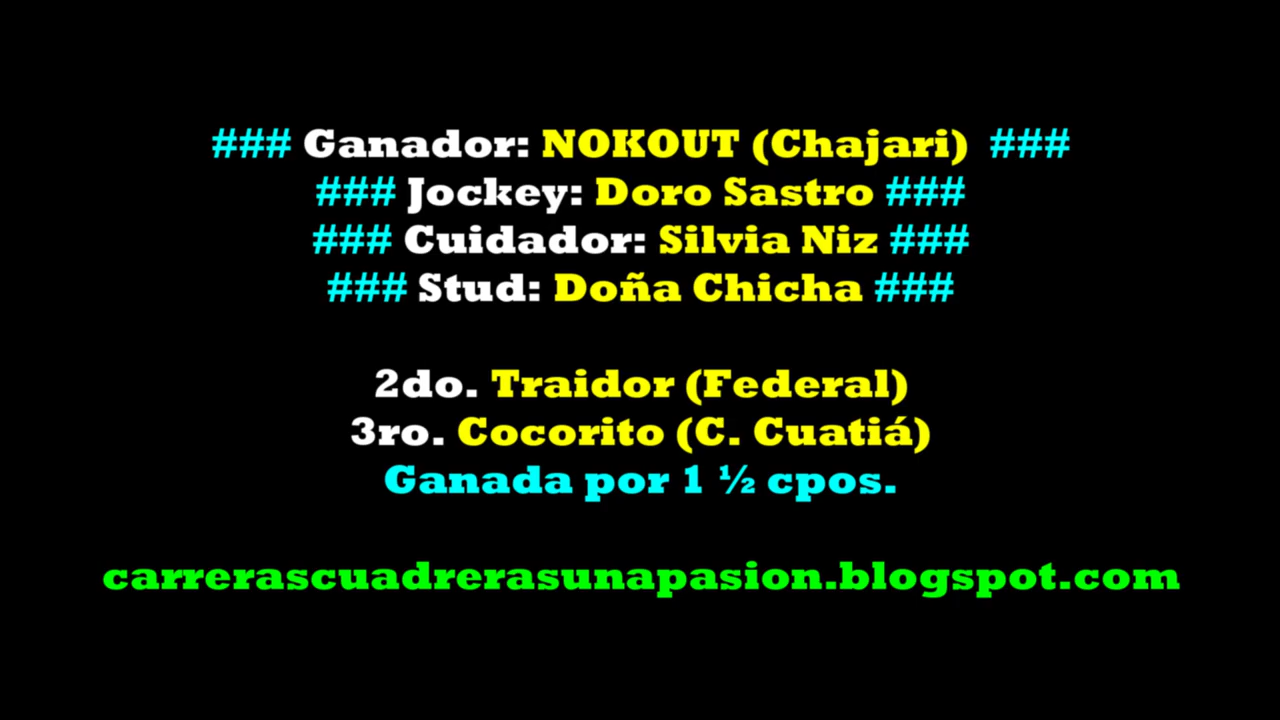 ### Ganador: NOKOUT (Chajari) ###
### Jockey: Doro Sastro ###
### Cuidador: Silvia Niz ###
### Stud: Doña Chicha ###
2do. Traidor (Federal)
3ro. Cocorito (C. Cuatiá)
Ganada por 1 ½ cpos.
carrerascuadrerasunapasion.blogspot.com